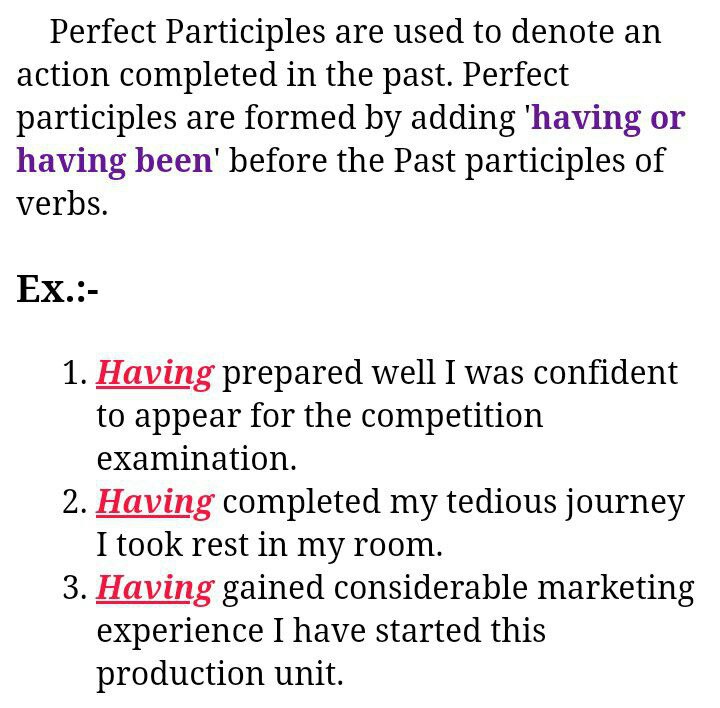 Perfect Participles are used to denote an
action completed in the past. Perfect
participles are formed by adding 'having or
having been' before the Past participles of
verbs.
Ex.:-
1. Having prepared well I was confident
to appear for the competition
examination.
2. Having completed my tedious journey
I took rest in my room.
3. Having gained considerable marketing
experience I have started this
production unit.